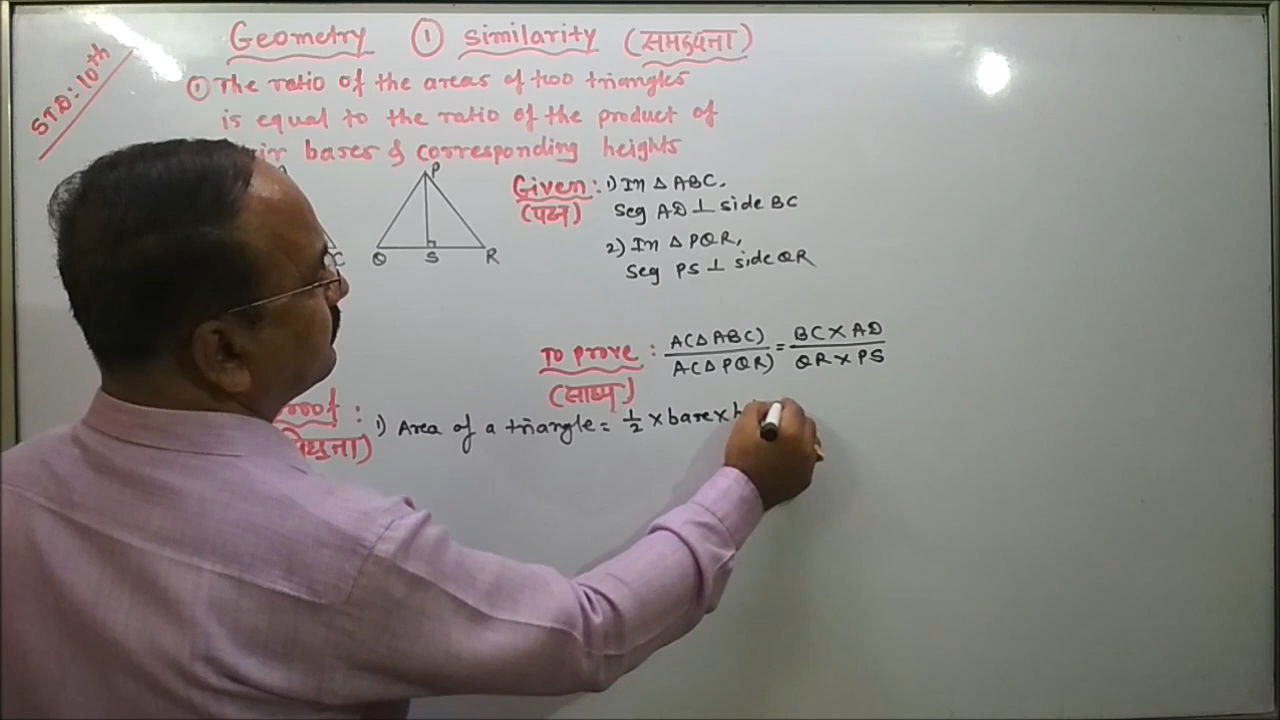 STD: 10th
Geometry ① Similarity (समरूपता)
① The ratio of the areas of two triangles
is equal to the ratio of the product of
bases & corresponding heights
P
C Q S R
Given : 1) In △ ABC,
(पक्ष) Seg AD ⊥ side BC
2) In △ PQR,
Seg PS ⊥ side QR
To prove : A(△ ABC) / A(△ PQR) = BC × AD / QR × PS
(साध्य)
1) Area of a triangle = 1/2 × base ×